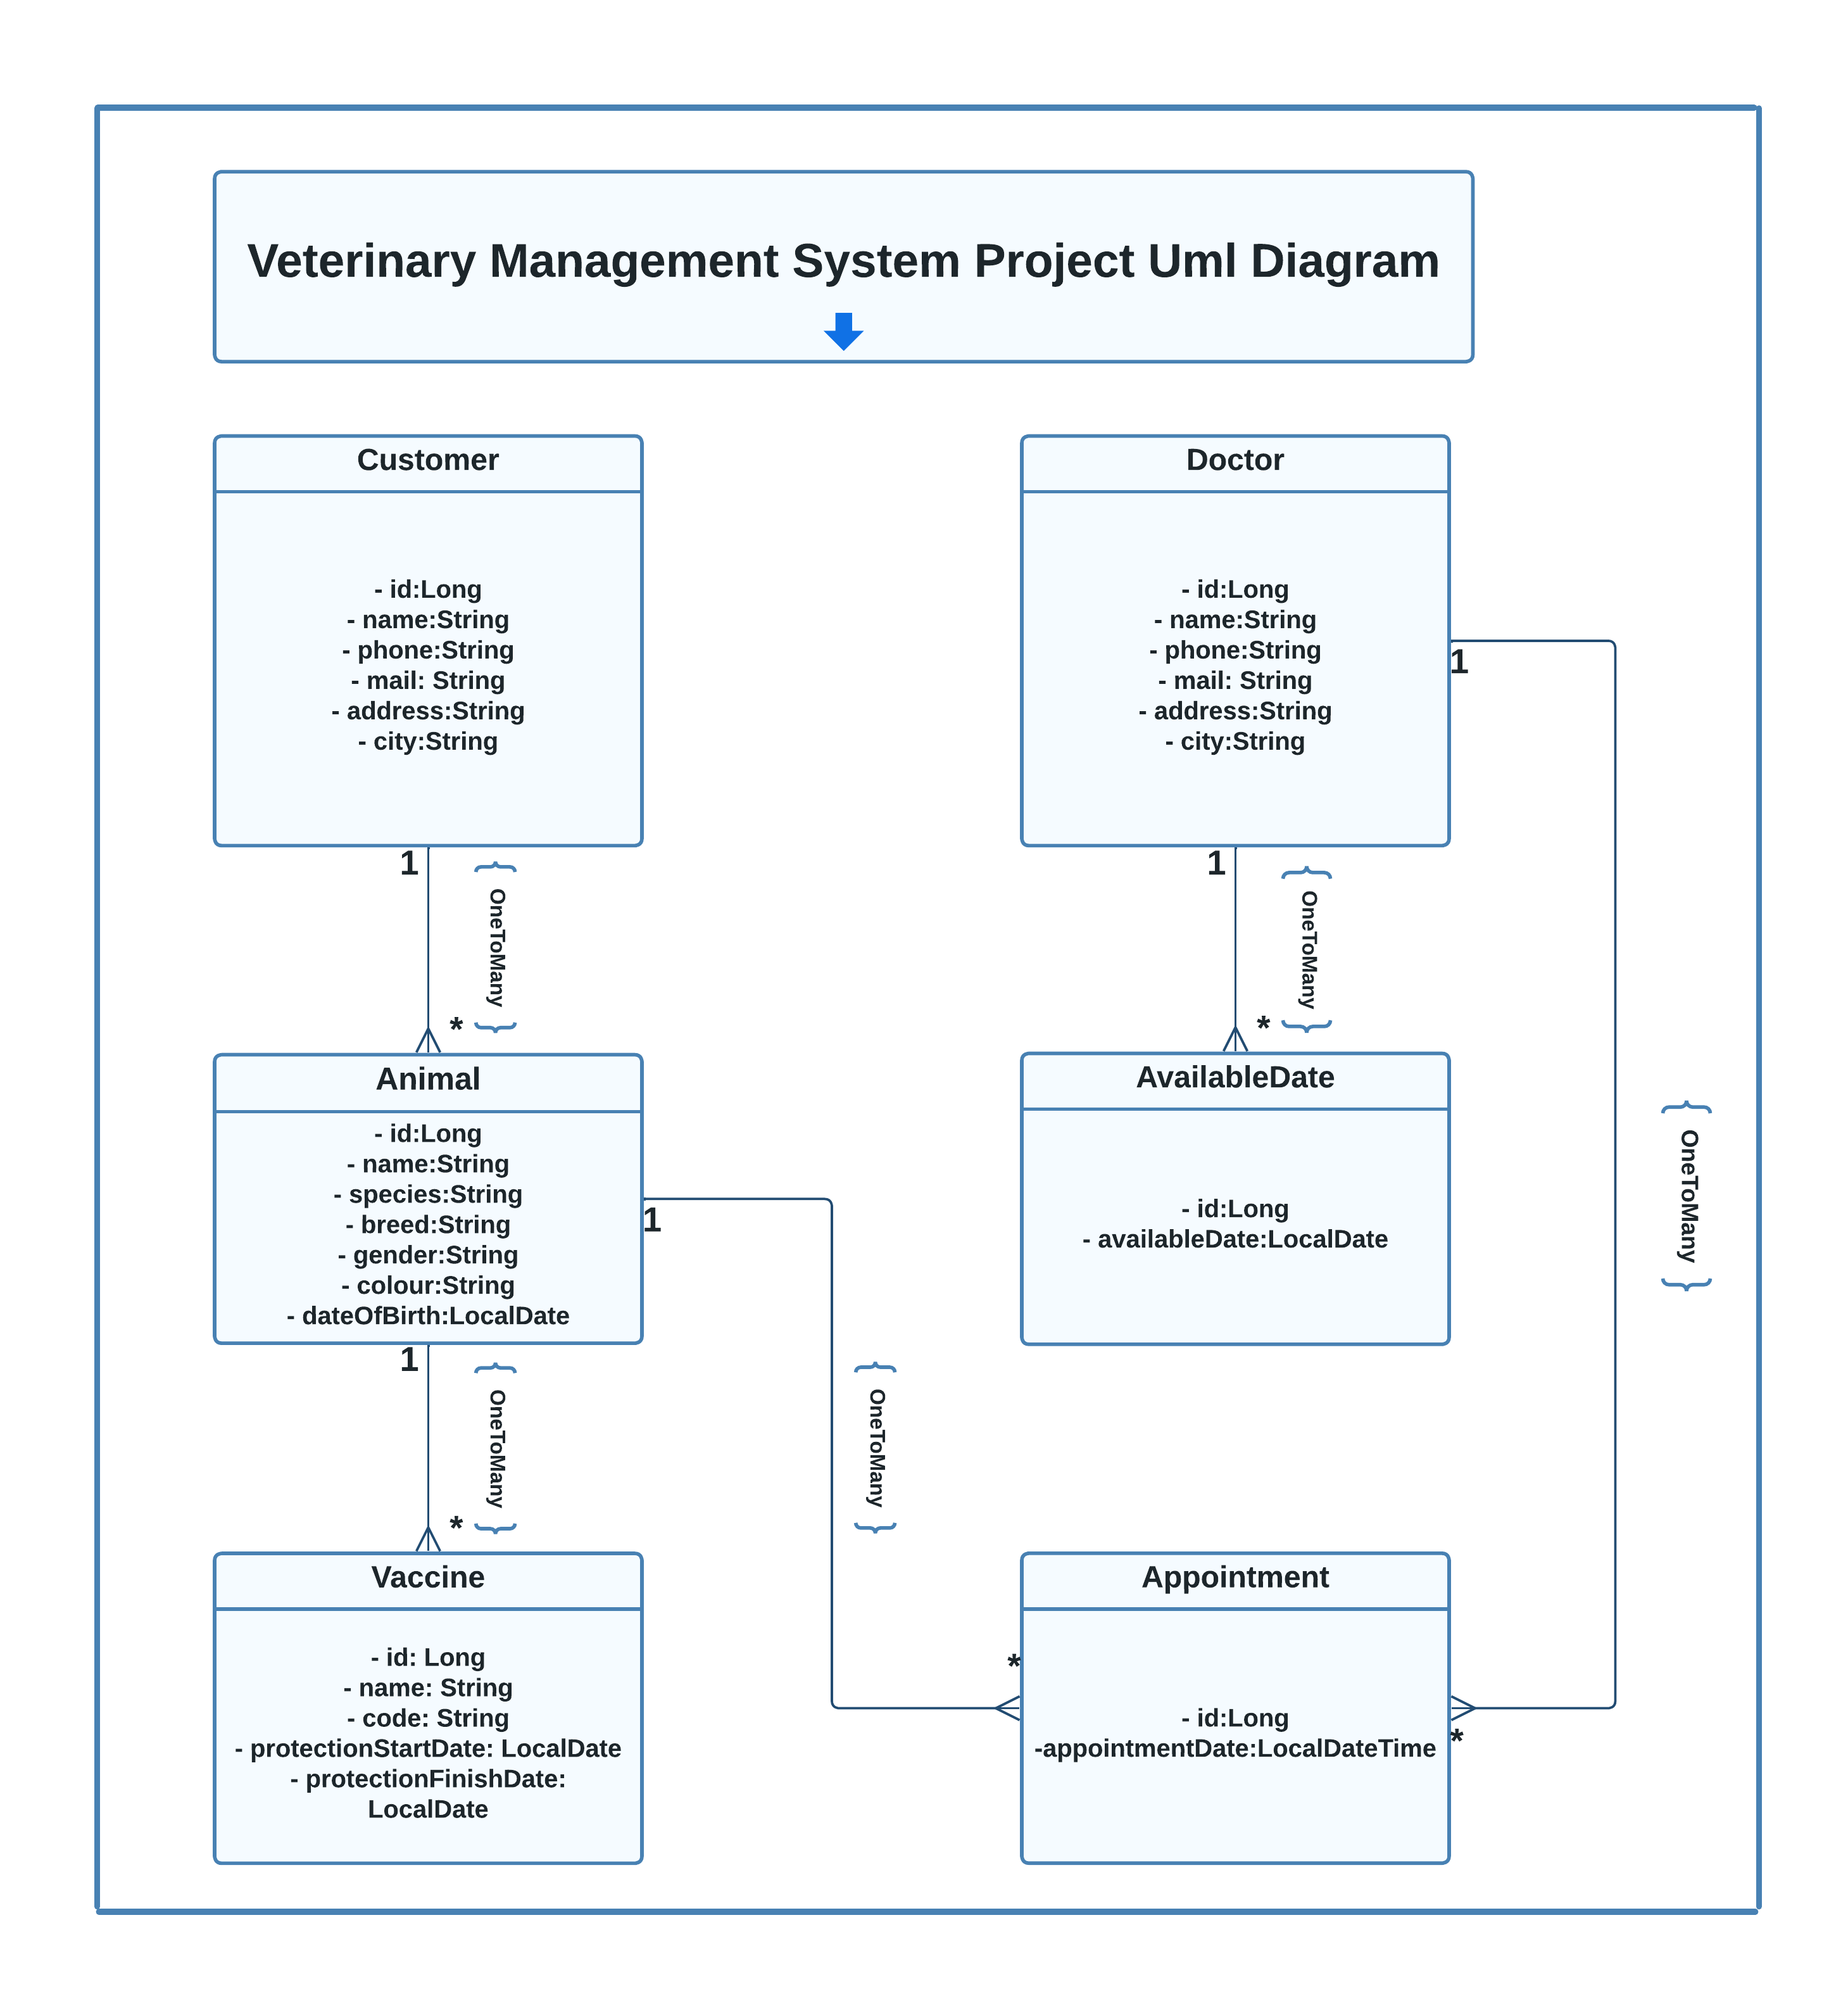 Veterinary Management System Project Uml Diagram
Customer
- id:Long
- name:String
- phone:String
- mail: String
- address:String
- city:String
Doctor
- id:Long
- name:String
- phone:String
- mail: String
- address:String
- city:String
1
1
OneToMany
*
1
OneToMany
*
Animal
- id:Long
- name:String
- species:String
- breed:String
- gender:String
- colour:String
- dateOfBirth:LocalDate
AvailableDate
- id:Long
- availableDate:LocalDate
1
OneToMany
1
OneToMany
*
OneToMany
Vaccine
- id: Long
- name: String
- code: String
- protectionStartDate: LocalDate
- protectionFinishDate:
LocalDate
*
Appointment
- id:Long
-appointmentDate:LocalDateTime
*